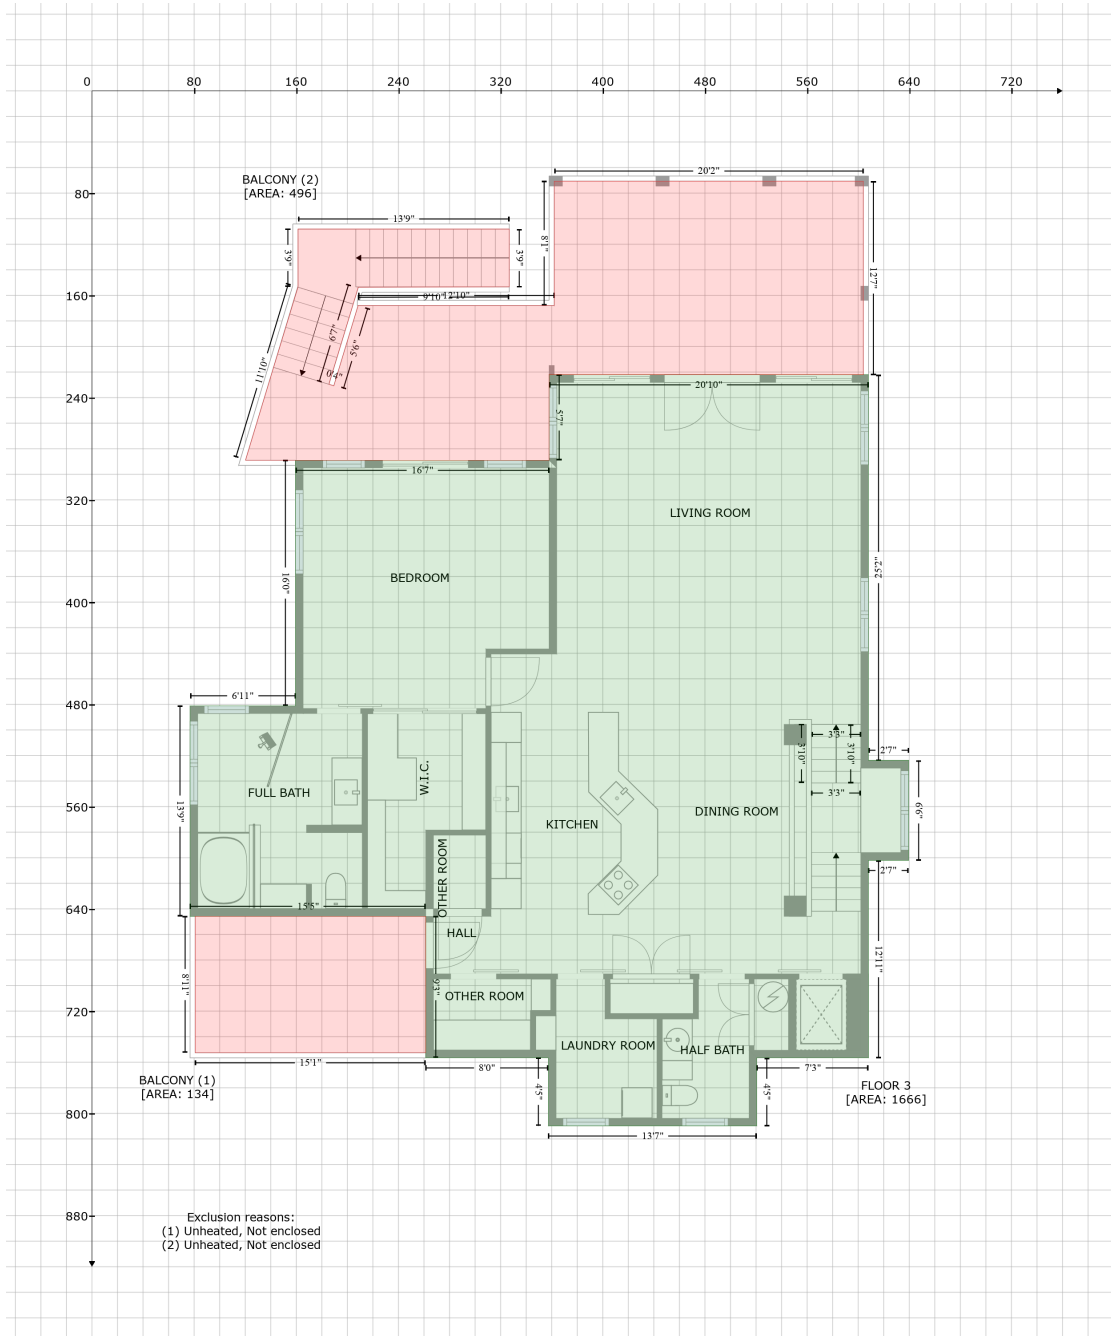 0
80
160
240
320
400
480
560
640
720
80
160
240
320
400
480
560
640
720
800
880
BALCONY (2)
[AREA: 496]
20'2"
13'9"
3'9"
3'9"
8'1"
12'7"
9'10"
12'10"
6'7"
5'6"
0'4"
11'10"
20'10"
5'7"
16'7"
LIVING ROOM
BEDROOM
16'0"
25'2"
6'11"
3'3"
3'10"
3'10"
2'7"
W.I.C.
FULL BATH
3'3"
13'9"
DINING ROOM
6'6"
KITCHEN
OTHER ROOM
2'7"
15'5"
HALL
12'11"
8'11"
9'3"
OTHER ROOM
LAUNDRY ROOM
HALF BATH
15'1"
8'0"
7'3"
BALCONY (1)
[AREA: 134]
4'5"
4'5"
FLOOR 3
[AREA: 1666]
13'7"
Exclusion reasons:
(1) Unheated, Not enclosed
(2) Unheated, Not enclosed